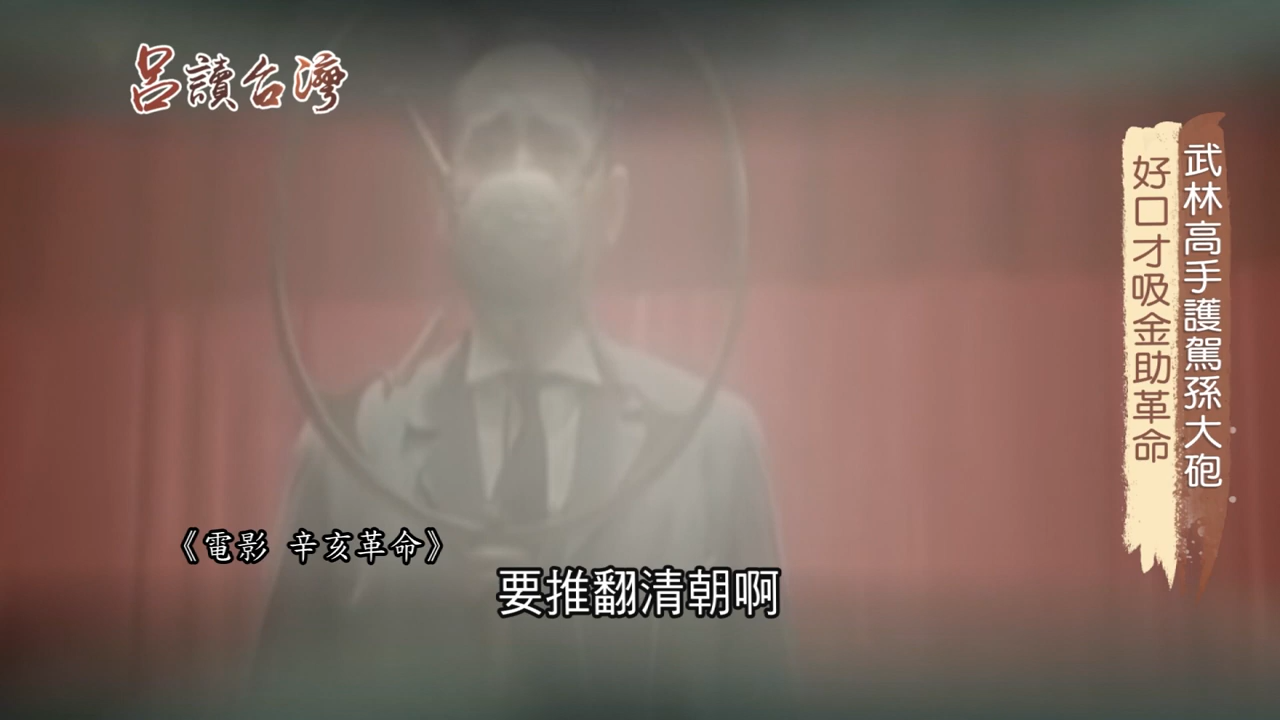 呂讀台灣
武林高手護駕孫大砲
好口才吸金助革命
《電影 辛亥革命》
要推翻清朝啊